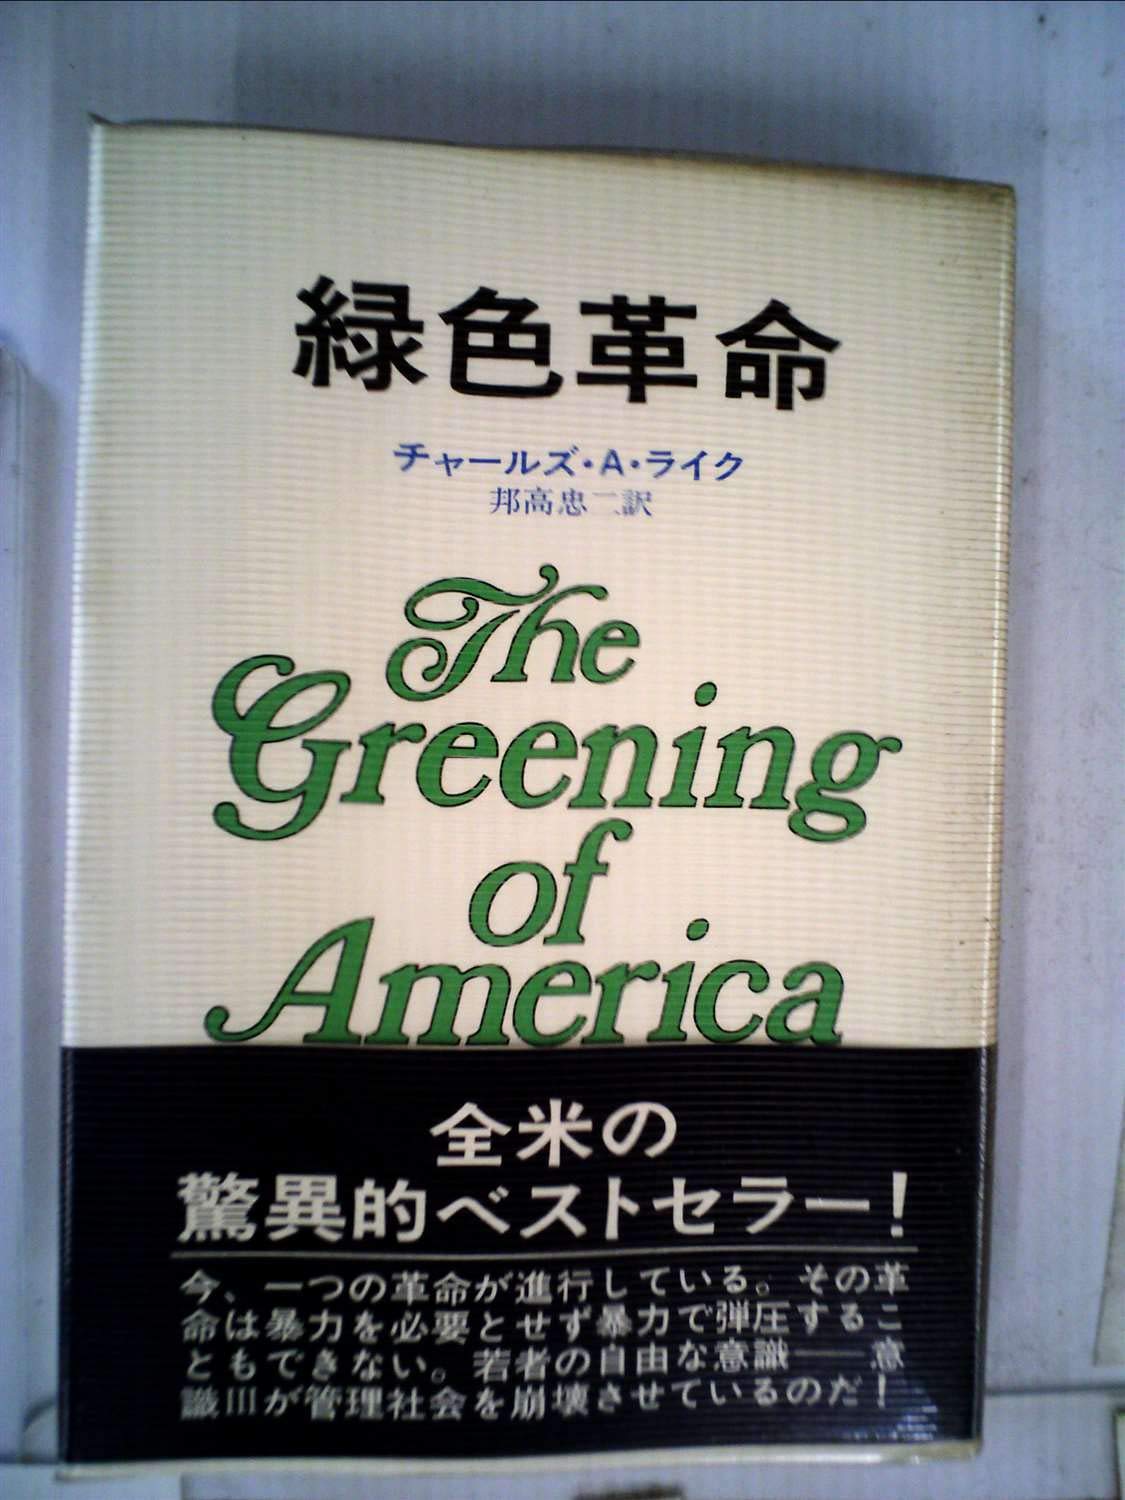 緑色革命
チャールズ・A・ライク
邦高忠二訳
The
Greening
of
America
全米の
驚異的ベストセラー!
今、一つの革命が進行している。その革
命は暴力を必要とせず暴力で弾圧するこ
ともできない。若者の自由な意識——意
識IIIが管理社会を崩壊させているのだ!